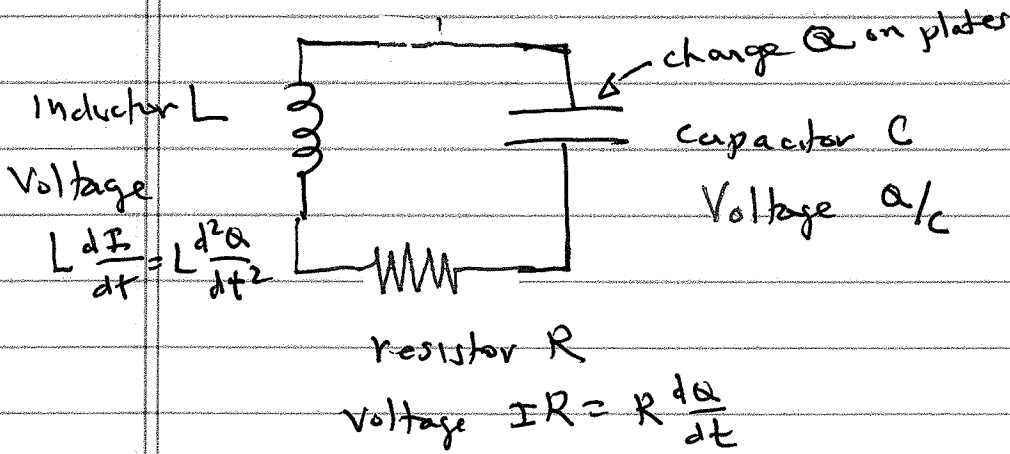 change Q on plates
Inductor L
capacitor C
Voltage
Voltage Q/C
L dI/dt = L d²Q/dt²
resistor R
Voltage IR = R dQ/dt